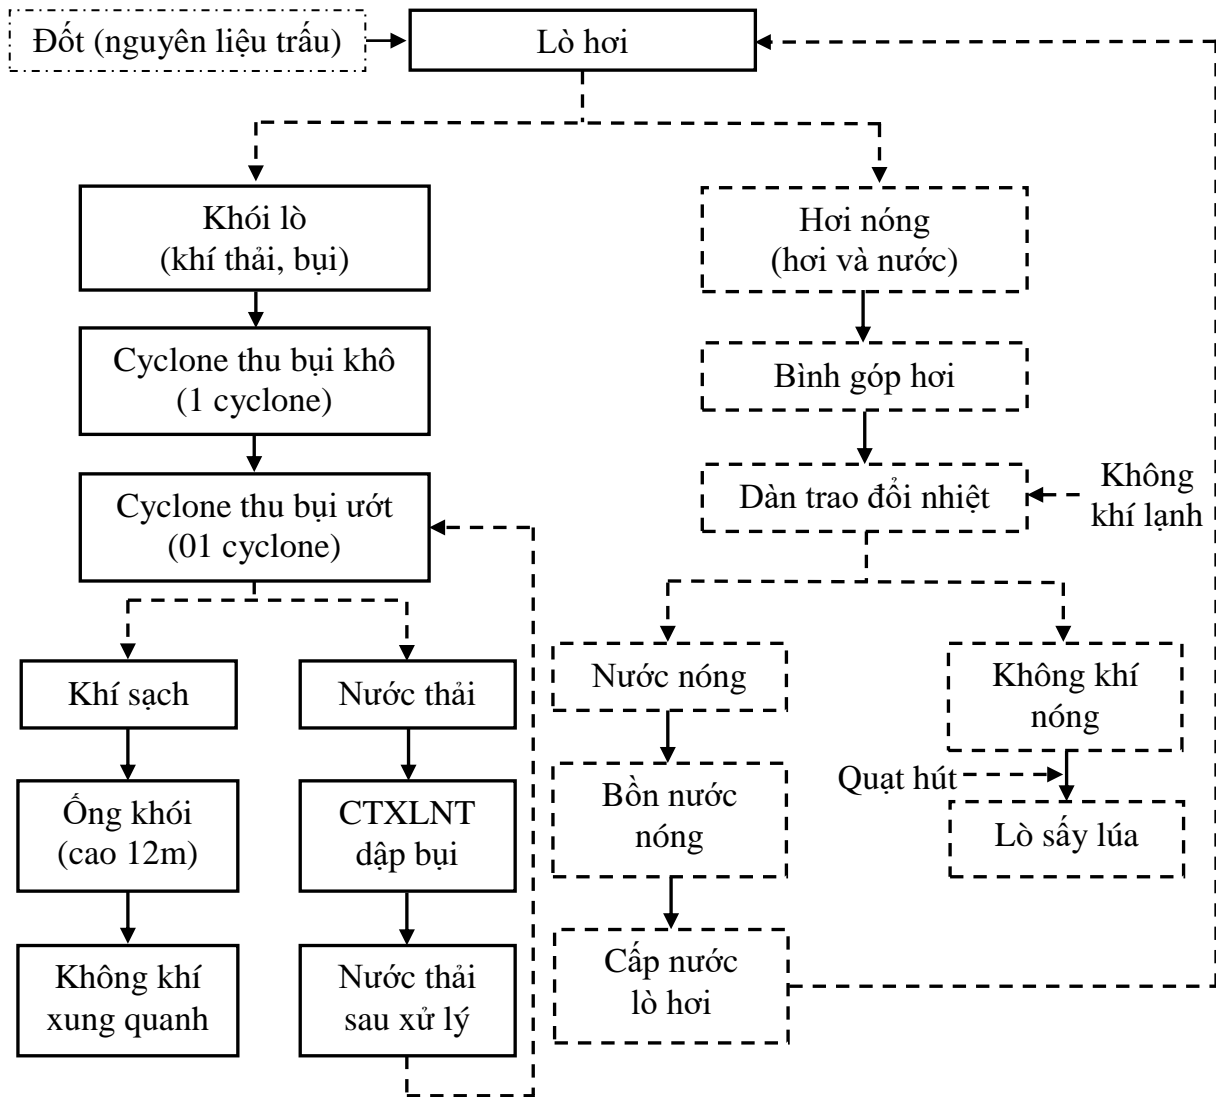 Đốt (nguyên liệu trấu)
Lò hơi
Khói lò
(khí thải, bụi)
Hơi nóng
(hơi và nước)
Cyclone thu bụi khô
(1 cyclone)
Bình góp hơi
Cyclone thu bụi ướt
(01 cyclone)
Dàn trao đổi nhiệt
Không
khí lạnh
Khí sạch
Nước thải
Nước nóng
Không khí
nóng
Quạt hút
Ống khói
(cao 12m)
CTXLNT
dập bụi
Bồn nước
nóng
Lò sấy lúa
Không khí
xung quanh
Nước thải
sau xử lý
Cấp nước
lò hơi